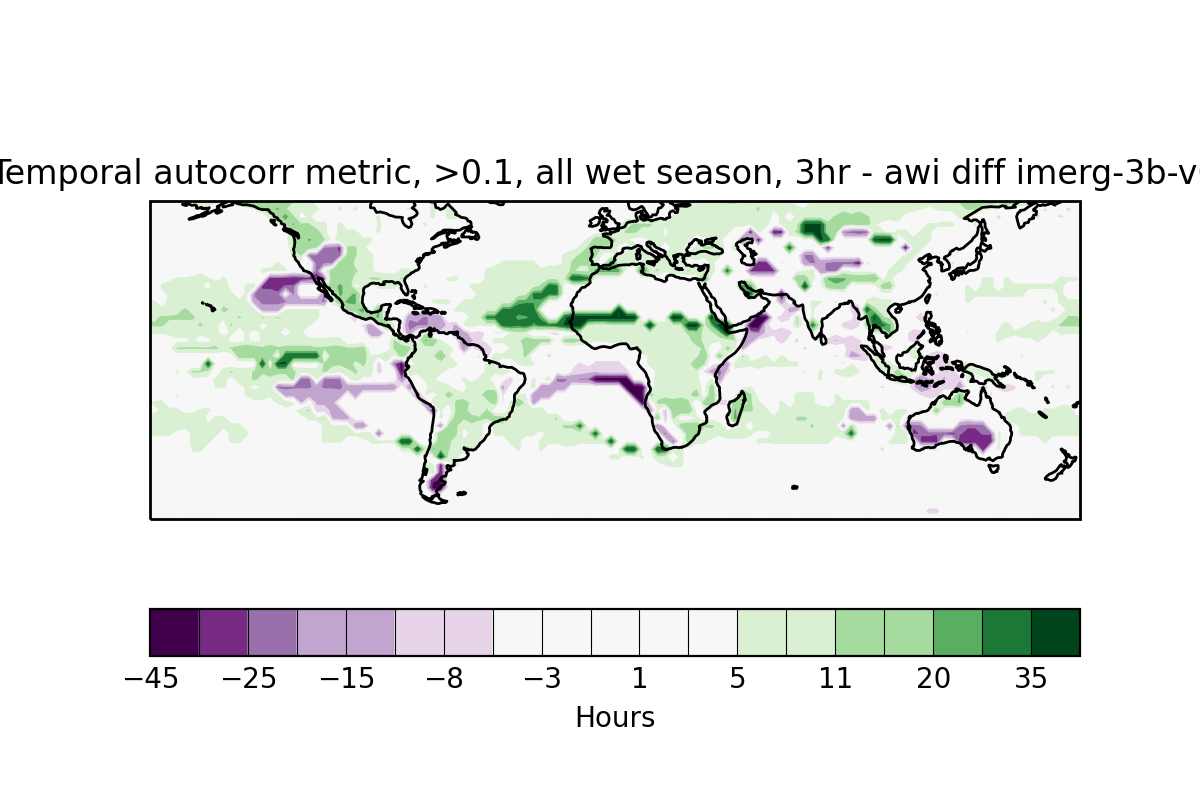 Temporal autocorr metric, >0.1, all wet season, 3hr - awi diff imerg-3b-v
−45 −25 −15 −8 −3 1 5 11 20 35
Hours